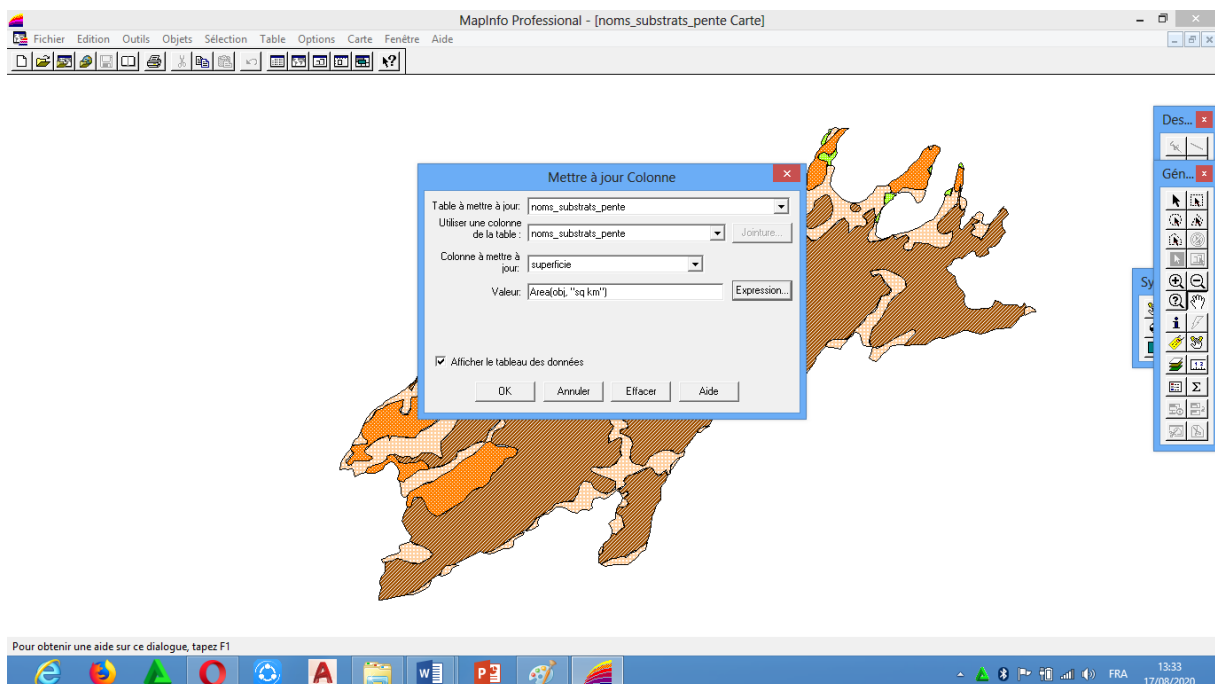 MapInfo Professional - [noms_substrats_pente Carte]
Fichier Edition Outils Objets Sélection Table Options Carte Fenêtre Aide
Des...
Mettre à jour Colonne
Gén...
Table à mettre à jour: noms_substrats_pente
Utiliser une colonne
de la table : noms_substrats_pente Jointure...
Colonne à mettre à
jour: superficie
Sy
Valeur: Area(obj, "sq km") Expression...
Afficher le tableau des données
OK Annuler Effacer Aide
Pour obtenir une aide sur ce dialogue, tapez F1
FRA 13:33
17/08/2020